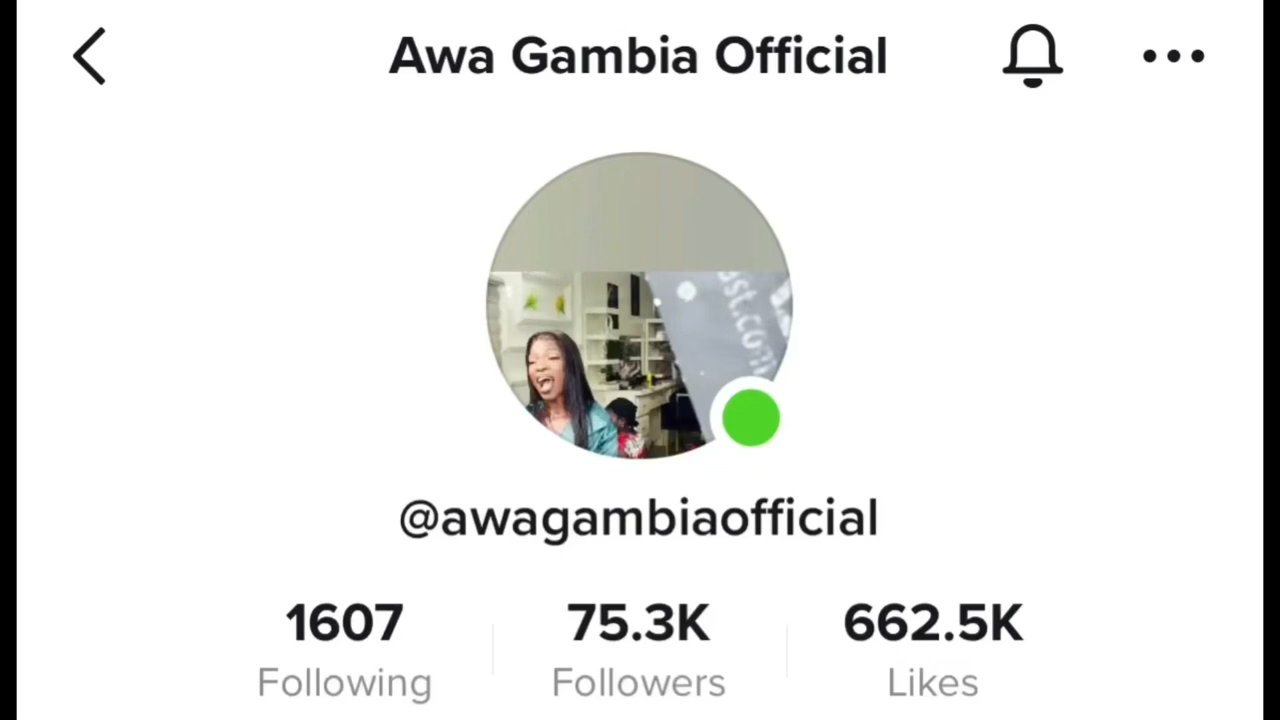 Awa Gambia Official
@awagambiaofficial
1607
75.3K
662.5K
Following
Followers
Likes